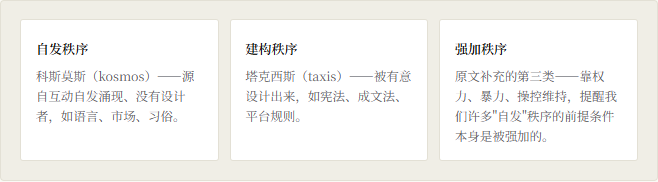 自发秩序
科斯莫斯（kosmos）——源
自互动自发涌现、没有设计
者，如语言、市场、习俗。
建构秩序
塔克西斯（taxis）——被有意
设计出来，如宪法、成文法、
平台规则。
强加秩序
原文补充的第三类——靠权
力、暴力、操控维持，提醒我
们许多"自发"秩序的前提条件
本身是被强加的。